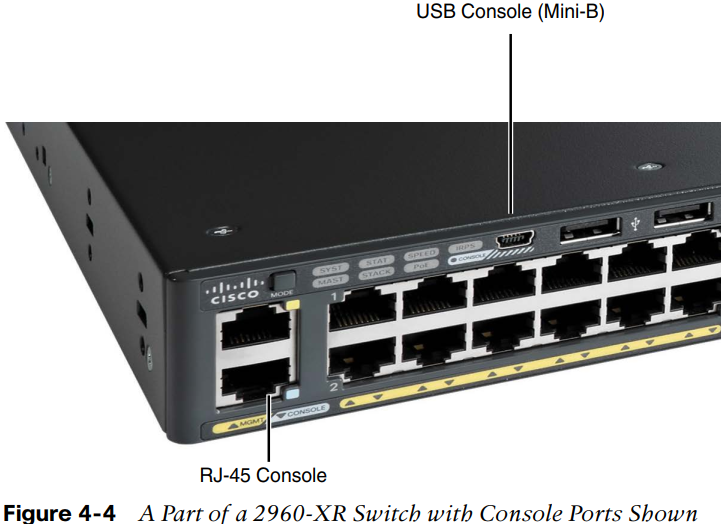 USB Console (Mini-B)
SYST STAT SPEED RPS
MAST STACK PoE CONSOLE
CISCO MODE
1
2
MGMT CONSOLE
RJ-45 Console
Figure 4-4 A Part of a 2960-XR Switch with Console Ports Shown